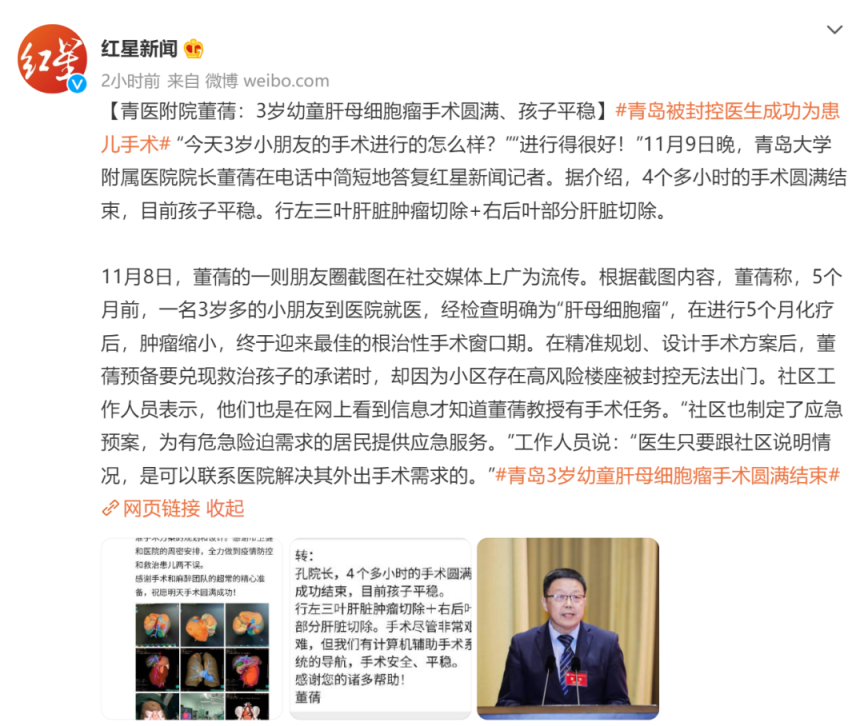 红星
红星新闻
2小时前 来自 微博 weibo.com
【青医附院董蒨：3岁幼童肝母细胞瘤手术圆满、孩子平稳】#青岛被封控医生成功为患
儿手术# “今天3岁小朋友的手术进行的怎么样？”“进行得很好！”11月9日晚，青岛大学
附属医院院长董蒨在电话中简短地答复红星新闻记者。据介绍，4个多小时的手术圆满结
束，目前孩子平稳。行左三叶肝脏肿瘤切除+右后叶部分肝脏切除。
11月8日，董蒨的一则朋友圈截图在社交媒体上广为流传。根据截图内容，董蒨称，5个
月前，一名3岁多的小朋友到医院就医，经检查明确为“肝母细胞瘤”，在进行5个月化疗
后，肿瘤缩小，终于迎来最佳的根治性手术窗口期。在精准规划、设计手术方案后，董
蒨预备要兑现救治孩子的承诺时，却因为小区存在高风险楼座被封控无法出门。社区工
作人员表示，他们也是在网上看到信息才知道董蒨教授有手术任务。“社区也制定了应急
预案，为有危急险迫需求的居民提供应急服务。”工作人员说：“医生只要跟社区说明情
况，是可以联系医院解决其外出手术需求的。”#青岛3岁幼童肝母细胞瘤手术圆满结束#
网页链接 收起
和医院的周密安排，全力做到疫情防控
和救治患儿两不误。
感谢手术和麻醉团队的超常的精心准
备，祝愿明天手术圆满成功！
转：
孔院长，4个多小时的手术圆满
成功结束，目前孩子平稳。
行左三叶肝脏肿瘤切除＋右后叶
部分肝脏切除。手术尽管非常艰
难，但我们有计算机辅助手术系
统的导航，手术安全、平稳。
感谢您的诸多帮助！
董蒨